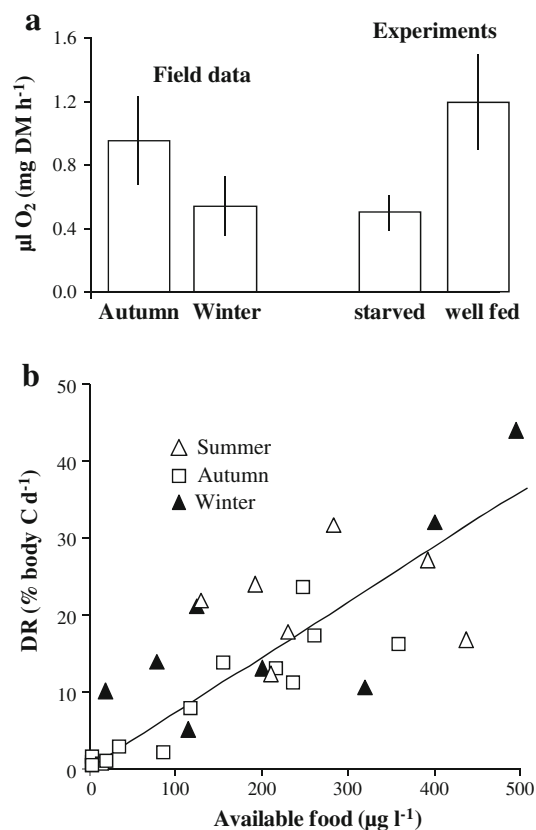 a
µl O₂ (mg DM h⁻¹)
1.6
1.2
0.8
0.4
0.0
Field data
Experiments
Autumn
Winter
starved
well fed
b
DR (% body C d⁻¹)
50
40
30
20
10
0
Summer
Autumn
Winter
0
100
200
300
400
500
Available food (µg l⁻¹)